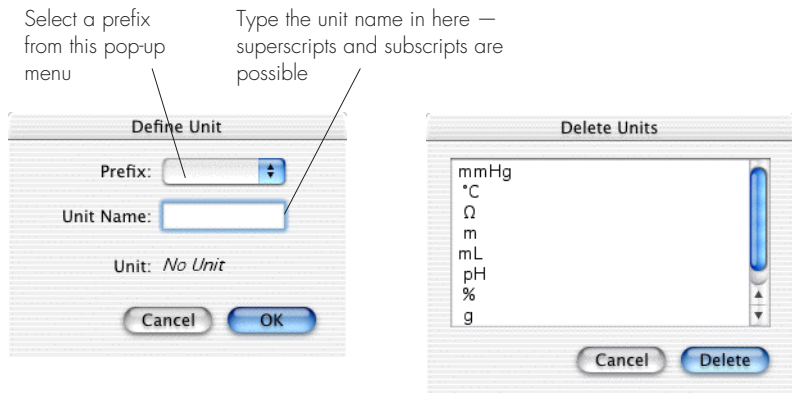 Select a prefix
from this pop-up
menu
Type the unit name in here —
superscripts and subscripts are
possible
Define Unit
Prefix:
Unit Name:
Unit: No Unit
Cancel OK
Delete Units
mmHg
°C
Ω
m
mL
pH
%
g
Cancel Delete